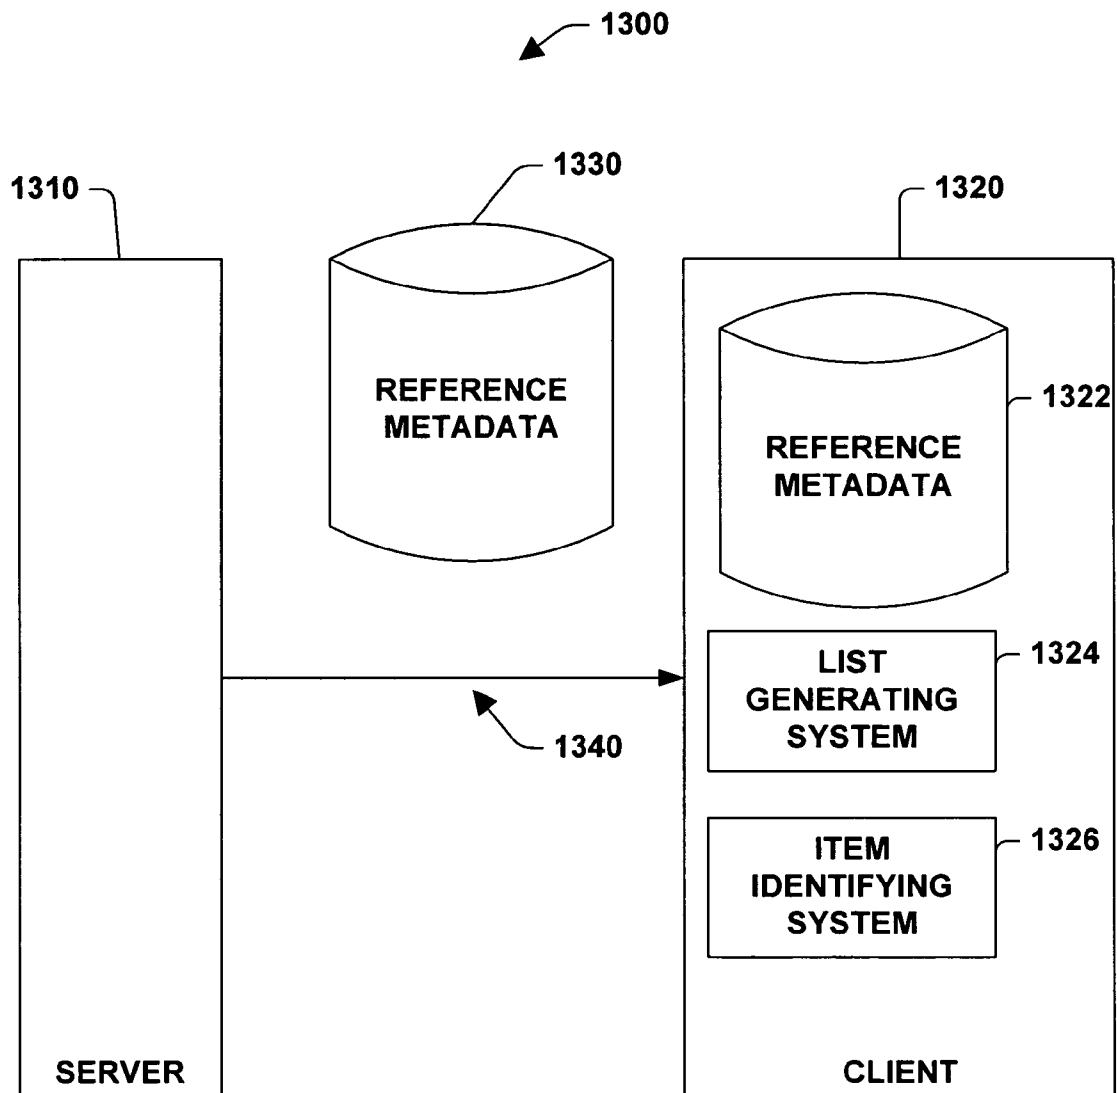 1300
1330
1310
1320
REFERENCE
METADATA
1322
REFERENCE
METADATA
1324
LIST
GENERATING
SYSTEM
1340
1326
ITEM
IDENTIFYING
SYSTEM
SERVER
CLIENT